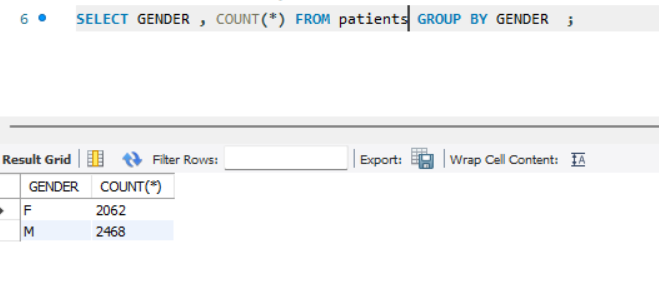 6 SELECT GENDER , COUNT(*) FROM patients GROUP BY GENDER ;
Result Grid Filter Rows: Export: Wrap Cell Content: IA
GENDER COUNT(*)
F 2062
M 2468